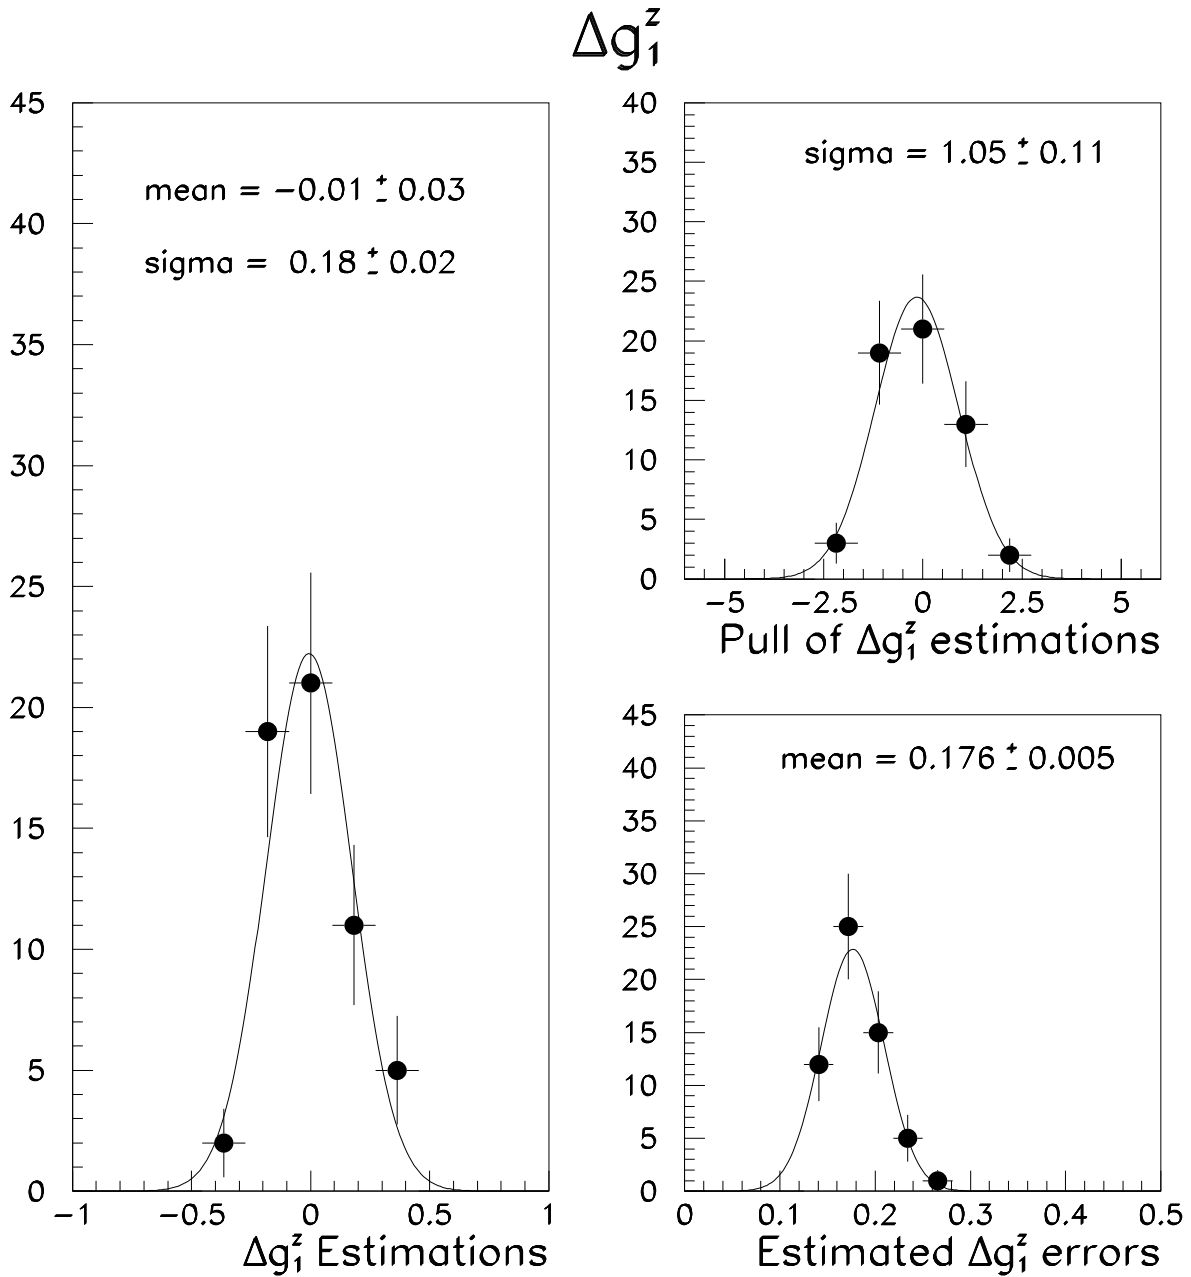 Δg₁ᶻ
45
40
35
30
25
20
15
10
5
0
mean = −0.01 ± 0.03
sigma = 0.18 ± 0.02
−1 −0.5 0 0.5 1
Δg₁ᶻ Estimations
40
35
30
25
20
15
10
5
0
sigma = 1.05 ± 0.11
−5 −2.5 0 2.5 5
Pull of Δg₁ᶻ estimations
45
40
35
30
25
20
15
10
5
0
mean = 0.176 ± 0.005
0 0.1 0.2 0.3 0.4 0.5
Estimated Δg₁ᶻ errors